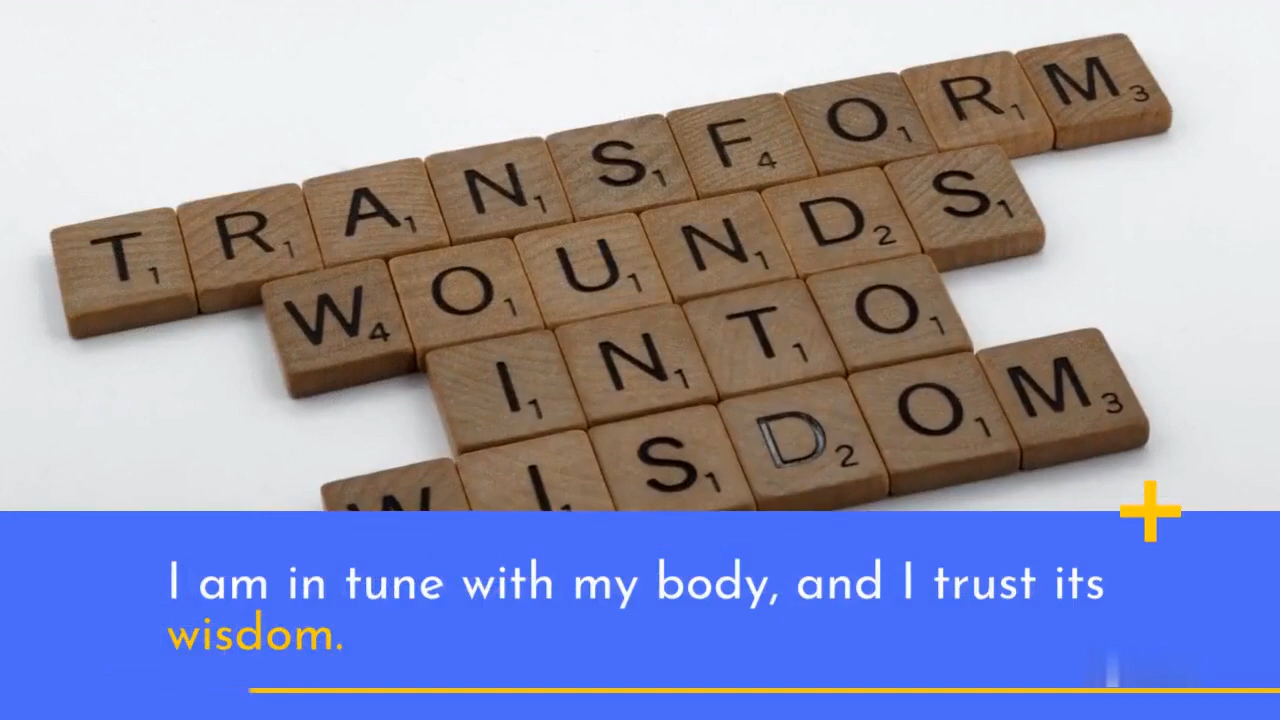 TRANSFORM
WOUNDS
INTO
WISDOM
I am in tune with my body, and I trust its
wisdom.